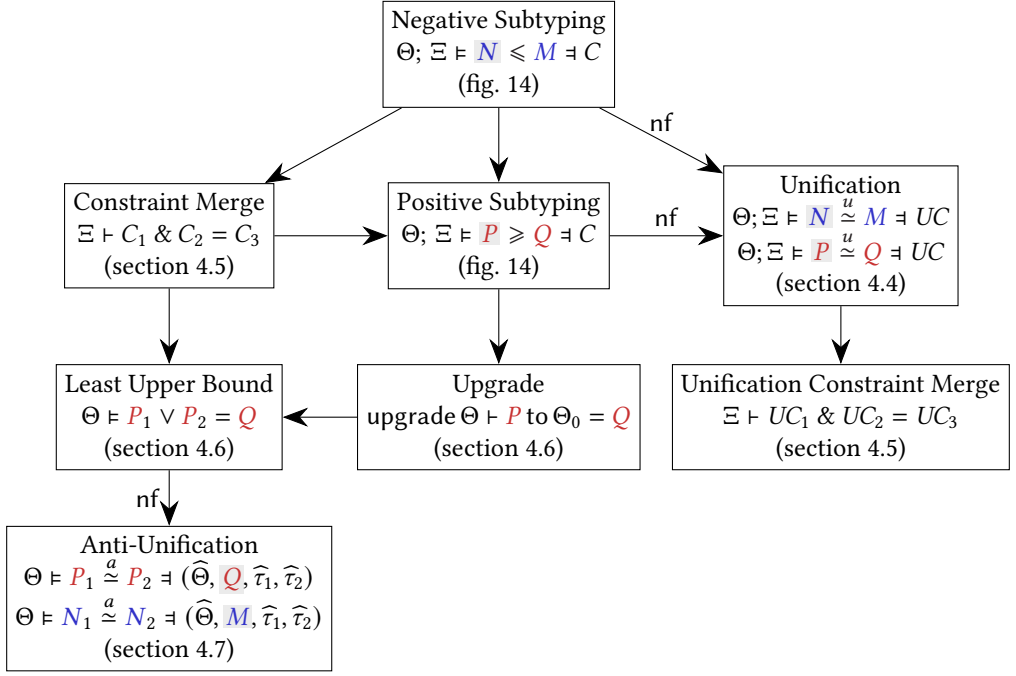 Negative Subtyping
Θ; Ξ ⊨ N ⩽ M ⫤ C
(fig. 14)
nf
Constraint Merge
Ξ ⊢ C₁ & C₂ = C₃
(section 4.5)
Positive Subtyping
Θ; Ξ ⊨ P ⩾ Q ⫤ C
(fig. 14)
nf
Unification
Θ; Ξ ⊨ N ≃ᵘ M ⫤ UC
Θ; Ξ ⊨ P ≃ᵘ Q ⫤ UC
(section 4.4)
Least Upper Bound
Θ ⊨ P₁ ∨ P₂ = Q
(section 4.6)
Upgrade
upgrade Θ ⊢ P to Θ₀ = Q
(section 4.6)
Unification Constraint Merge
Ξ ⊢ UC₁ & UC₂ = UC₃
(section 4.5)
nf
Anti-Unification
Θ ⊨ P₁ ≃ᵃ P₂ ⫤ (Θ̂, Q, τ̂₁, τ̂₂)
Θ ⊨ N₁ ≃ᵃ N₂ ⫤ (Θ̂, M, τ̂₁, τ̂₂)
(section 4.7)